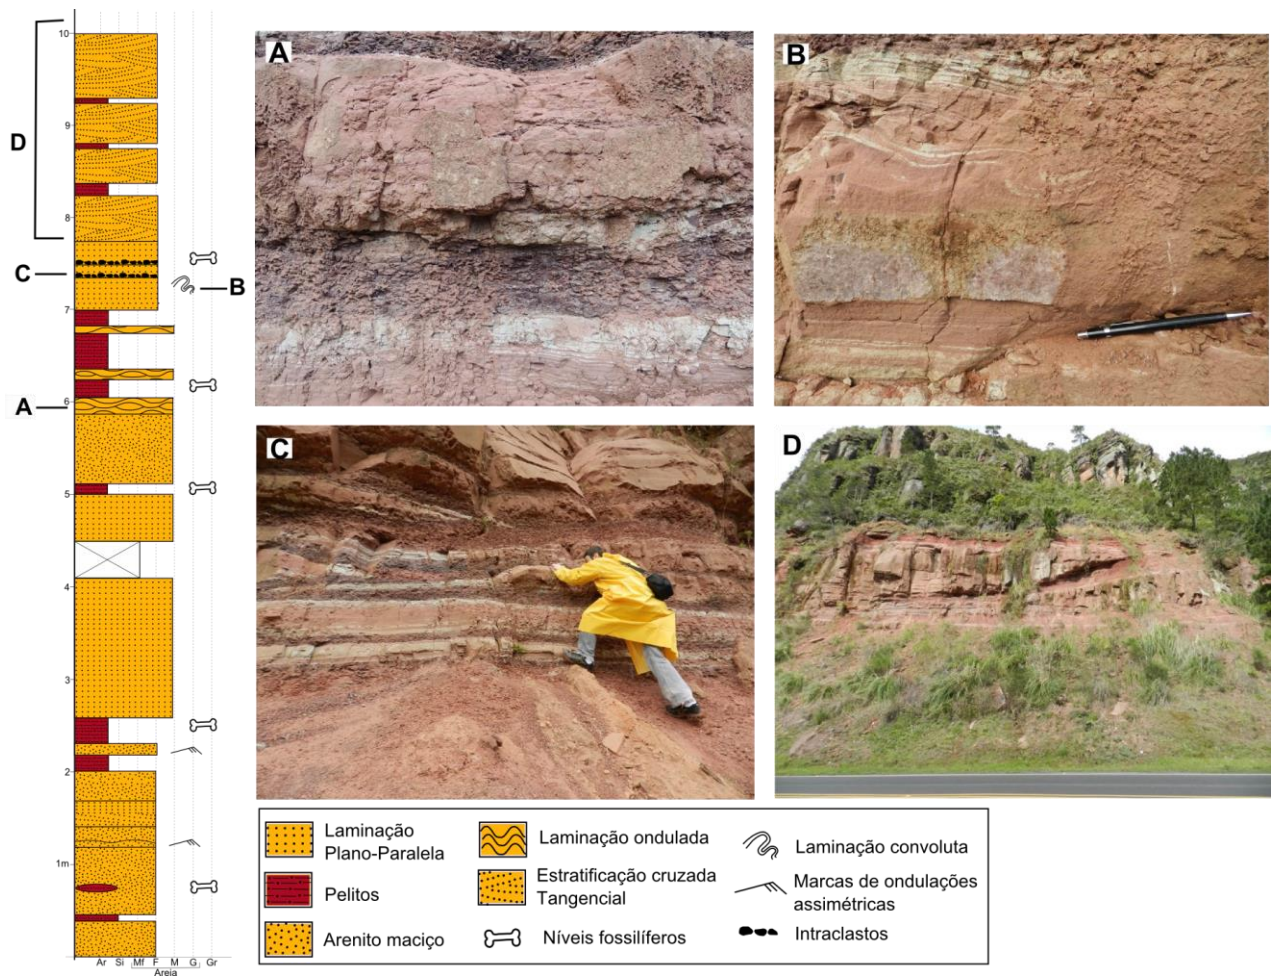 10
9
D
8
C
B
7
A
6
5
4
3
2
1m
Ar Si Mf F M G Gr
Areia
A
B
C
D
Laminação
Plano-Paralela
Pelitos
Arenito maciço
Laminação ondulada
Estratificação cruzada
Tangencial
Níveis fossilíferos
Laminação convoluta
Marcas de ondulações
assimétricas
Intraclastos